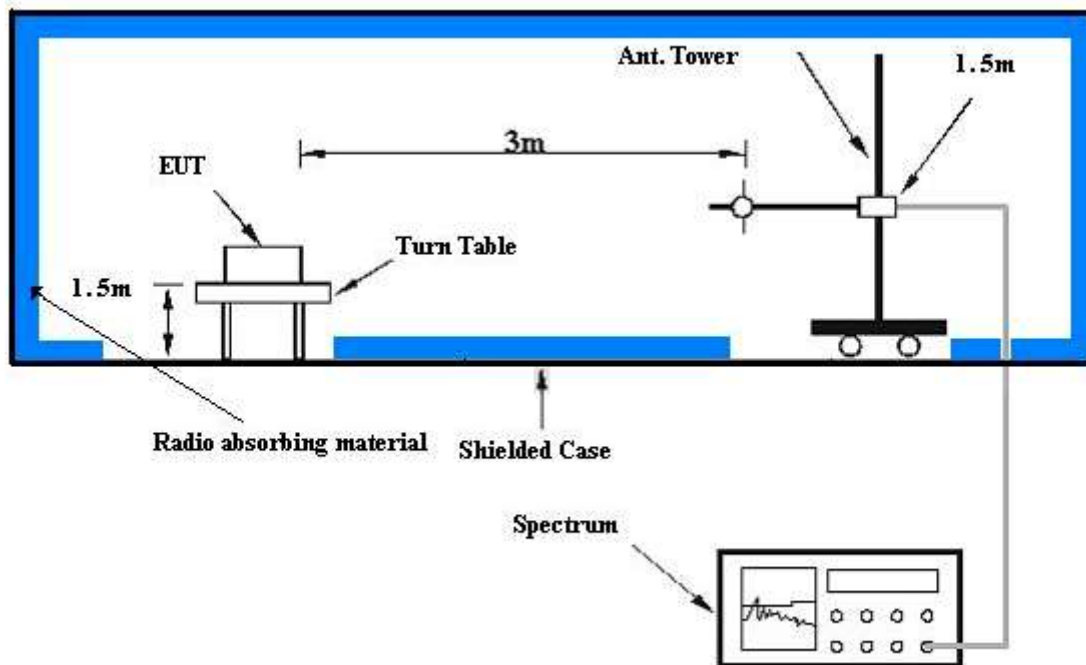 Ant. Tower
1.5m
3m
EUT
Turn Table
1.5m
Radio absorbing material
Shielded Case
Spectrum